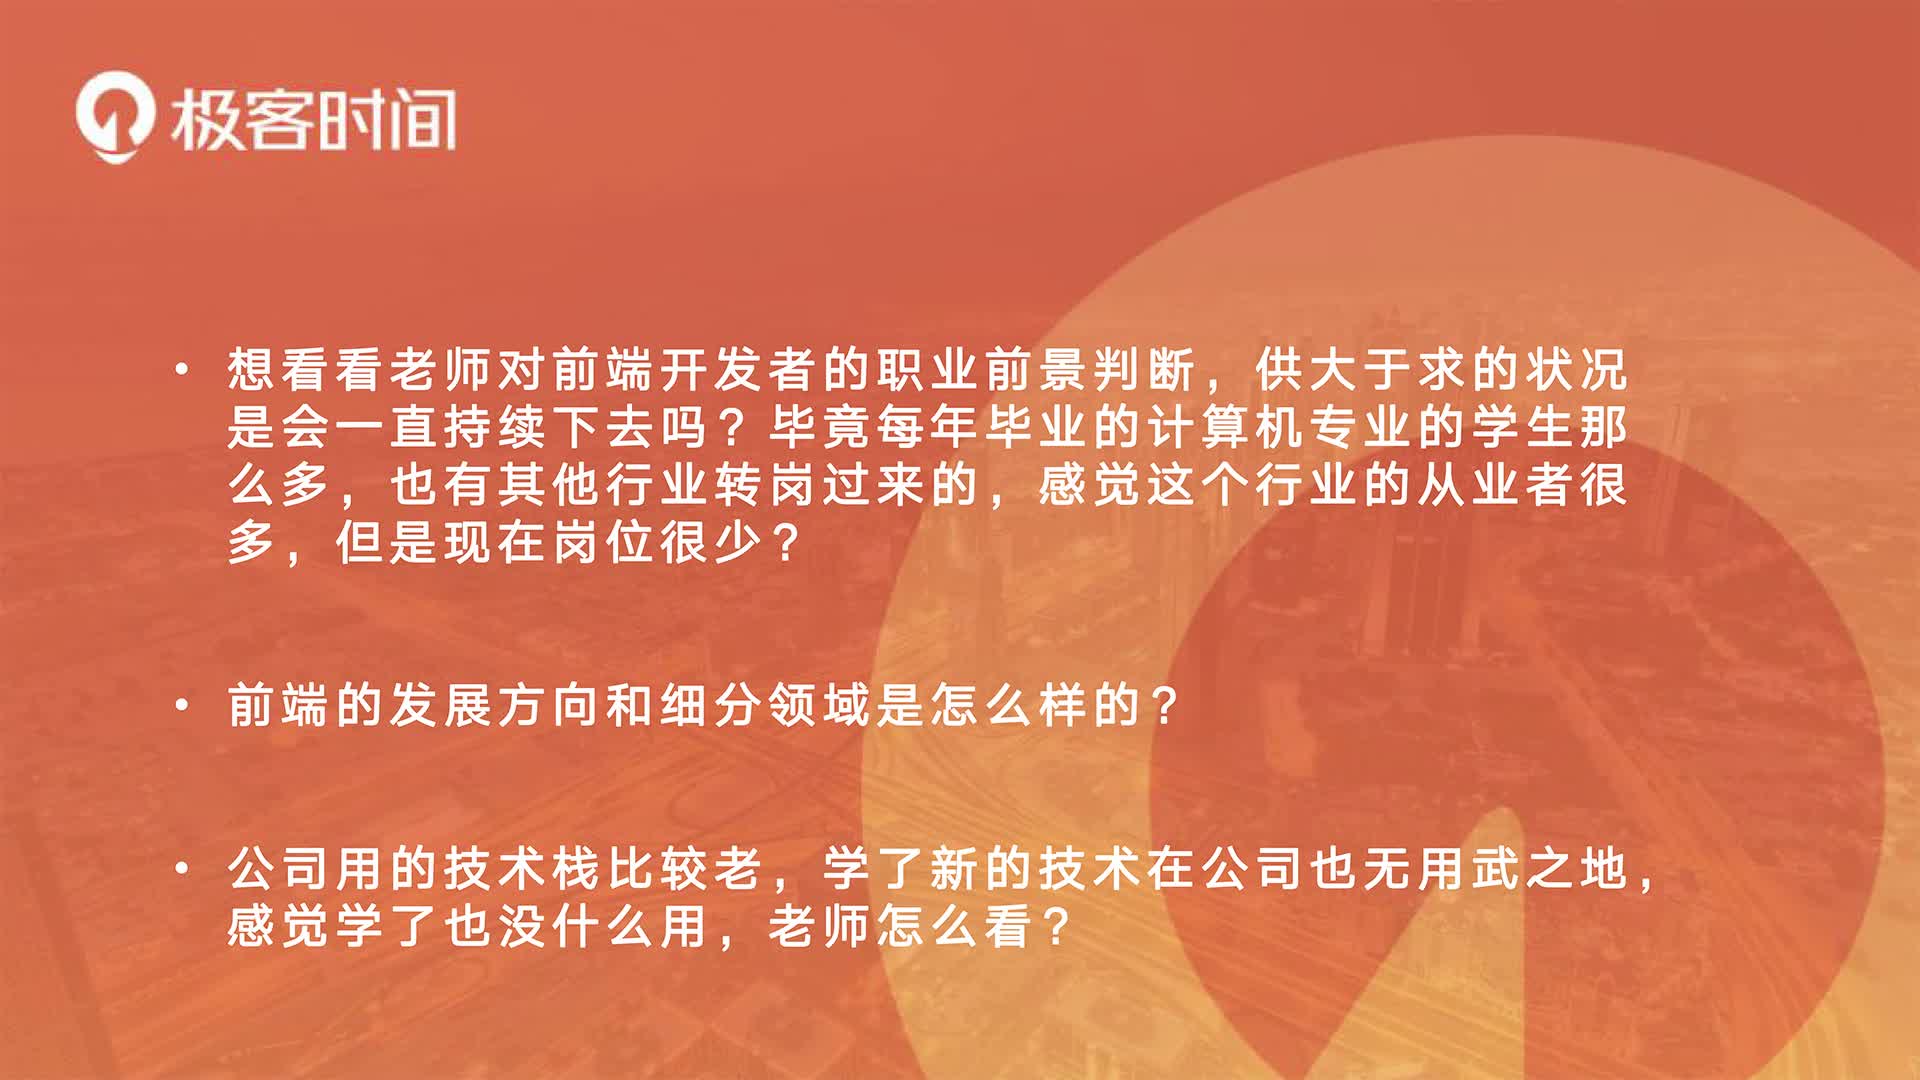 极客时间
• 想看看老师对前端开发者的职业前景判断，供大于求的状况
是会一直持续下去吗？毕竟每年毕业的计算机专业的学生那
么多，也有其他行业转岗过来的，感觉这个行业的从业者很
多，但是现在岗位很少？
• 前端的发展方向和细分领域是怎么样的？
• 公司用的技术栈比较老，学了新的技术在公司也无用武之地，
感觉学了也没什么用，老师怎么看？